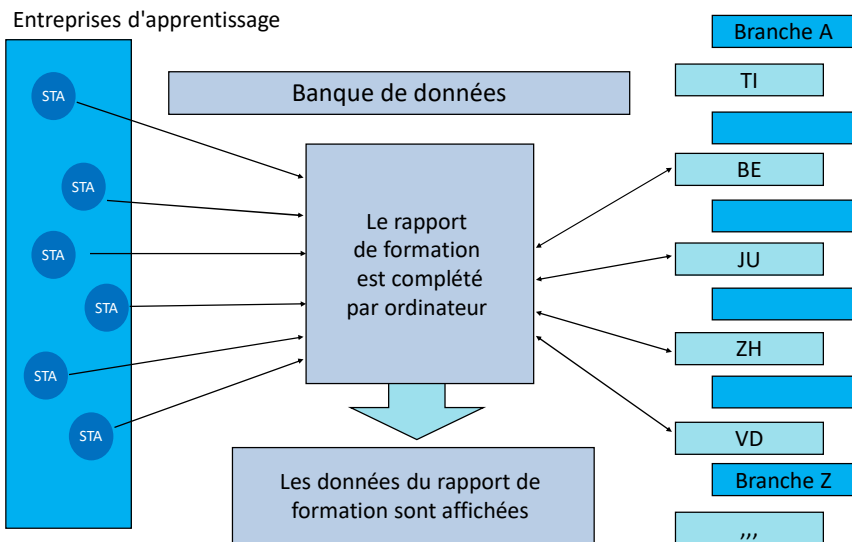 Entreprises d'apprentissage
STA
STA
STA
STA
STA
STA
Banque de données
Le rapport
de formation
est complété
par ordinateur
Les données du rapport de
formation sont affichées
Branche A
TI
BE
JU
ZH
VD
Branche Z
,,,